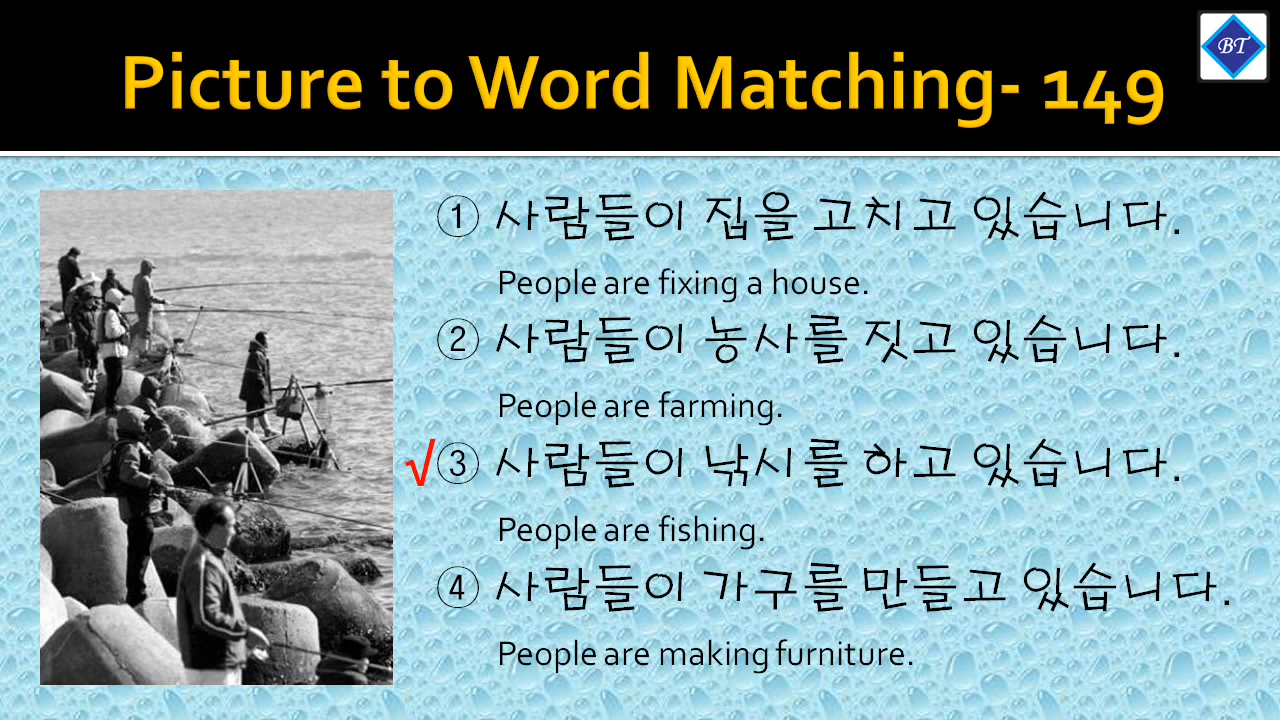 Picture to Word Matching- 149
BT
① 사람들이 집을 고치고 있습니다.
People are fixing a house.
② 사람들이 농사를 짓고 있습니다.
People are farming.
√③ 사람들이 낚시를 하고 있습니다.
People are fishing.
④ 사람들이 가구를 만들고 있습니다.
People are making furniture.